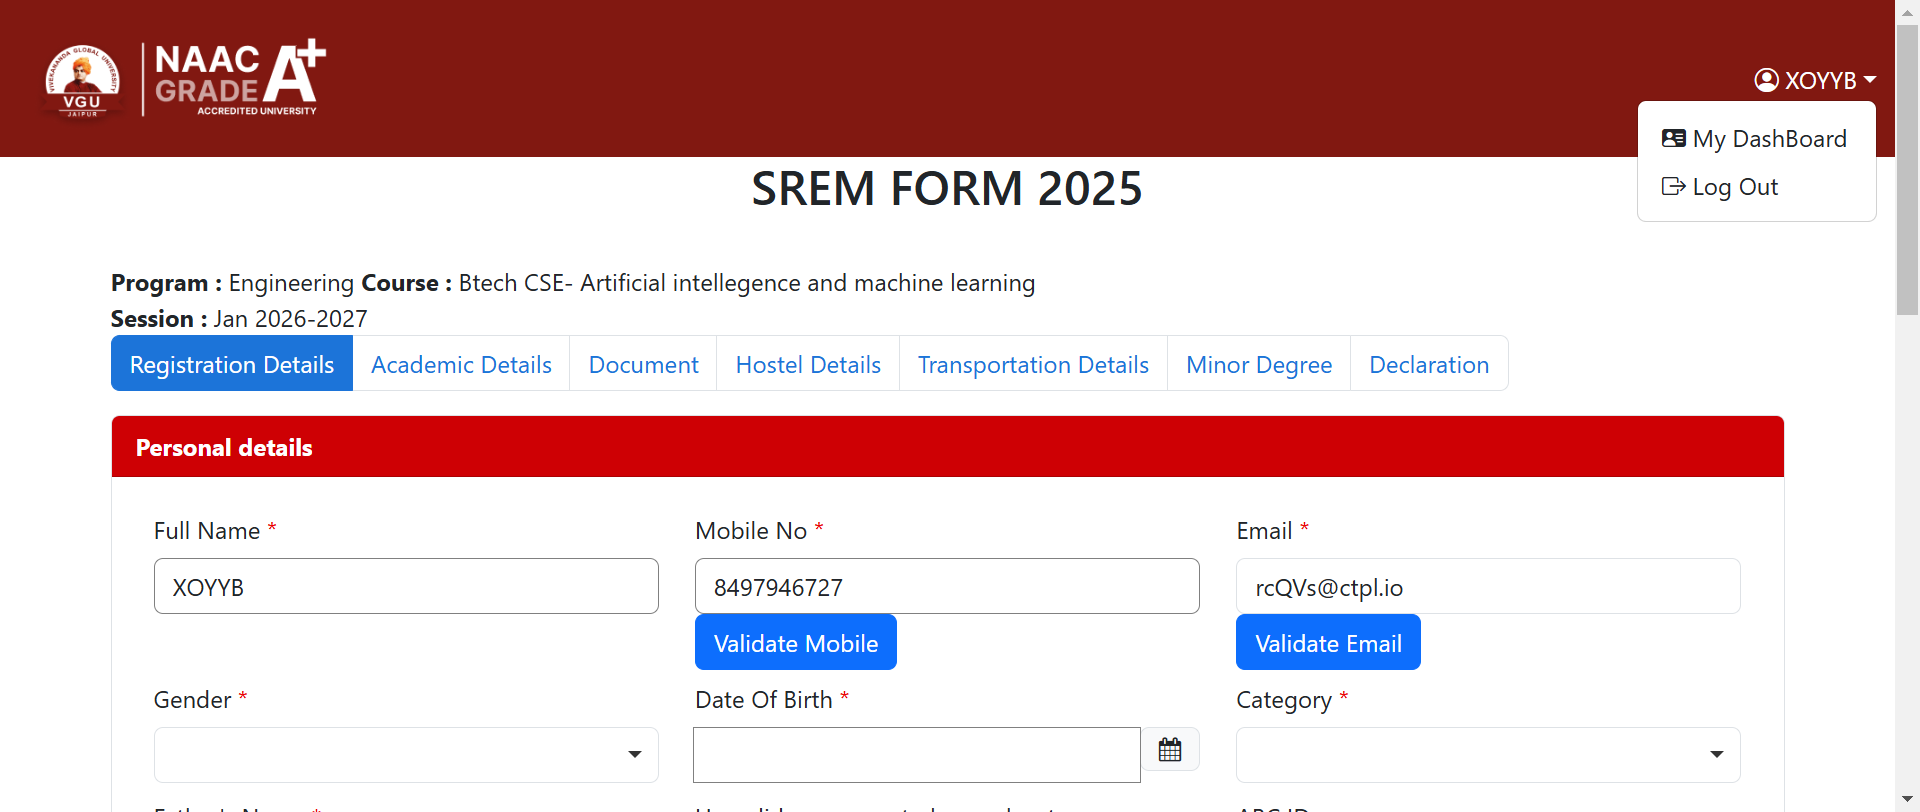 VIVEKANANDA GLOBAL UNIVERSITY
VGU
JAIPUR
NAAC
GRADE A+
ACCREDITED UNIVERSITY
XOYYB
My DashBoard
Log Out
SREM FORM 2025
Program : Engineering Course : Btech CSE- Artificial intellegence and machine learning
Session : Jan 2026-2027
Registration Details Academic Details Document Hostel Details Transportation Details Minor Degree Declaration
Personal details
Full Name * Mobile No * Email *
XOYYB 8497946727 rcQVs@ctpl.io
Validate Mobile Validate Email
Gender * Date Of Birth * Category *